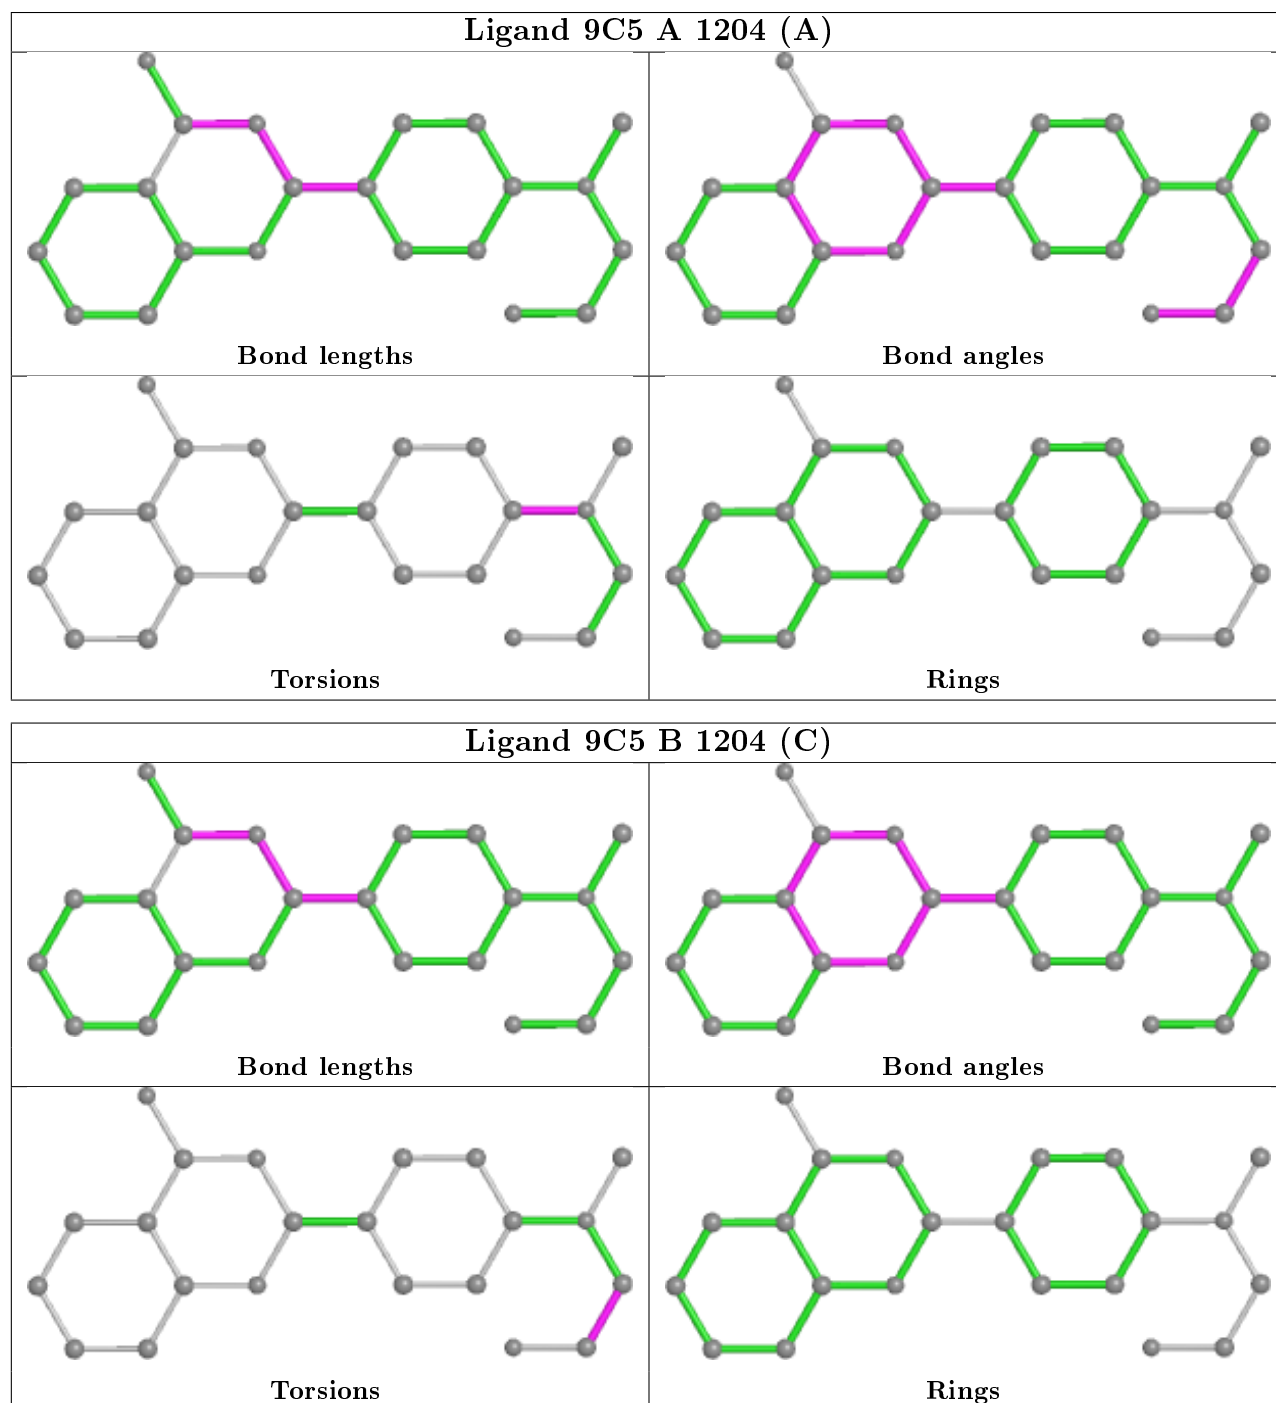 Ligand 9C5 A 1204 (A)
Bond lengths
Bond angles
Torsions
Rings
Ligand 9C5 B 1204 (C)
Bond lengths
Bond angles
Torsions
Rings